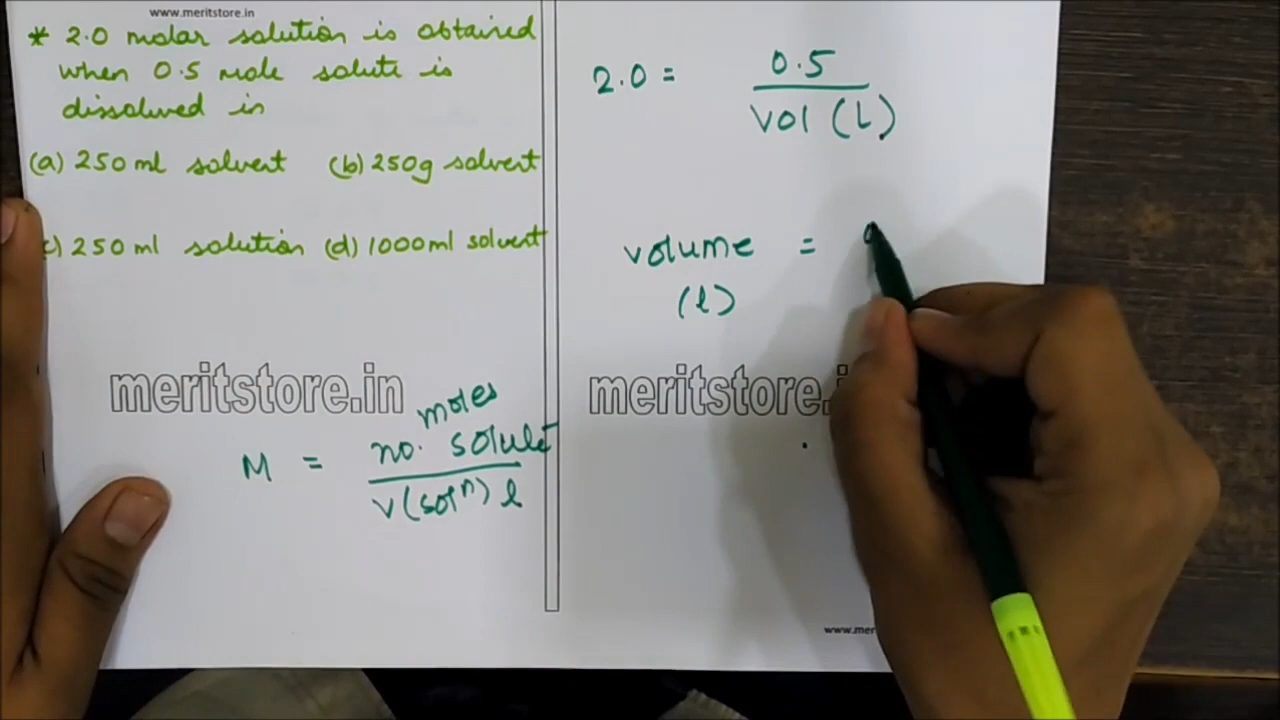 www.meritstore.in
* 2.0 molar solution is obtained
when 0.5 mole solute is
dissolved in
(a) 250 ml solvent (b) 250g solvent
c) 250 ml solution (d) 1000 ml solvent
meritstore.in
moles
M = no. solute
v(solⁿ) l
2.0 = 0.5
Vol (L)
volume =
(l)
meritstore.i
www.mer